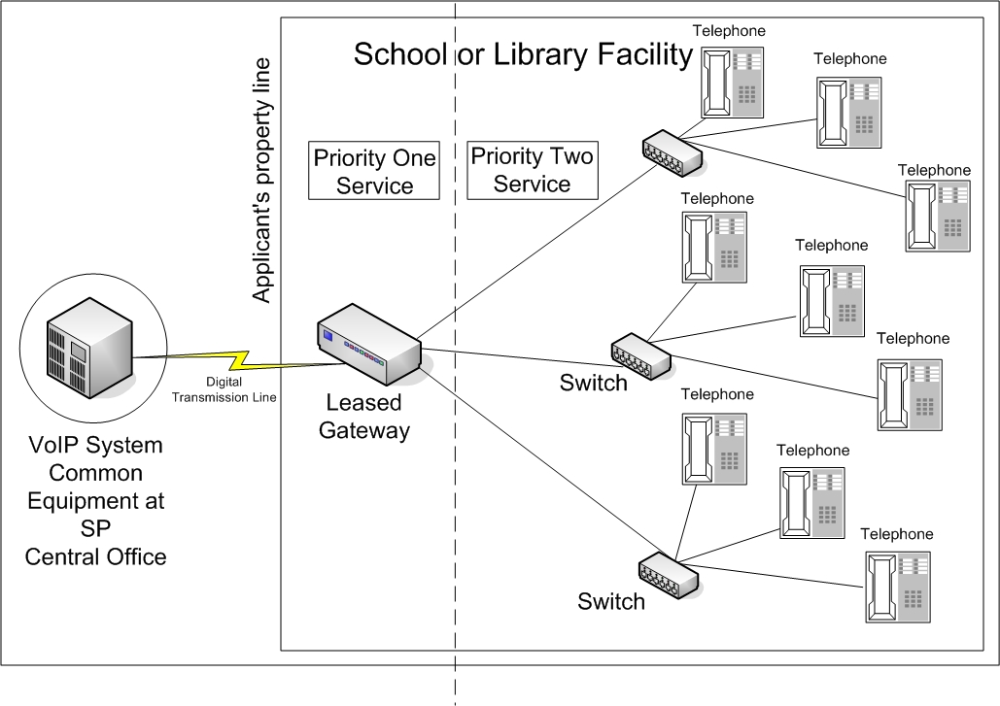 School or Library Facility
Applicant's property line
Priority One
Service
Priority Two
Service
Telephone
Telephone
Telephone
Telephone
Telephone
Telephone
Telephone
Telephone
Telephone
Switch
Switch
Leased
Gateway
Digital
Transmission Line
VoIP System
Common
Equipment at
SP
Central Office